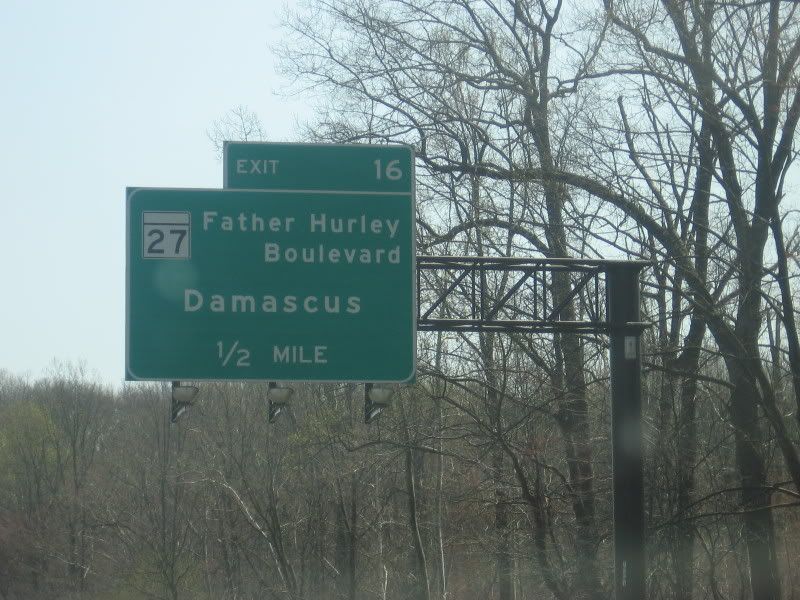 EXIT 16
27 Father Hurley
Boulevard
Damascus
1/2 MILE